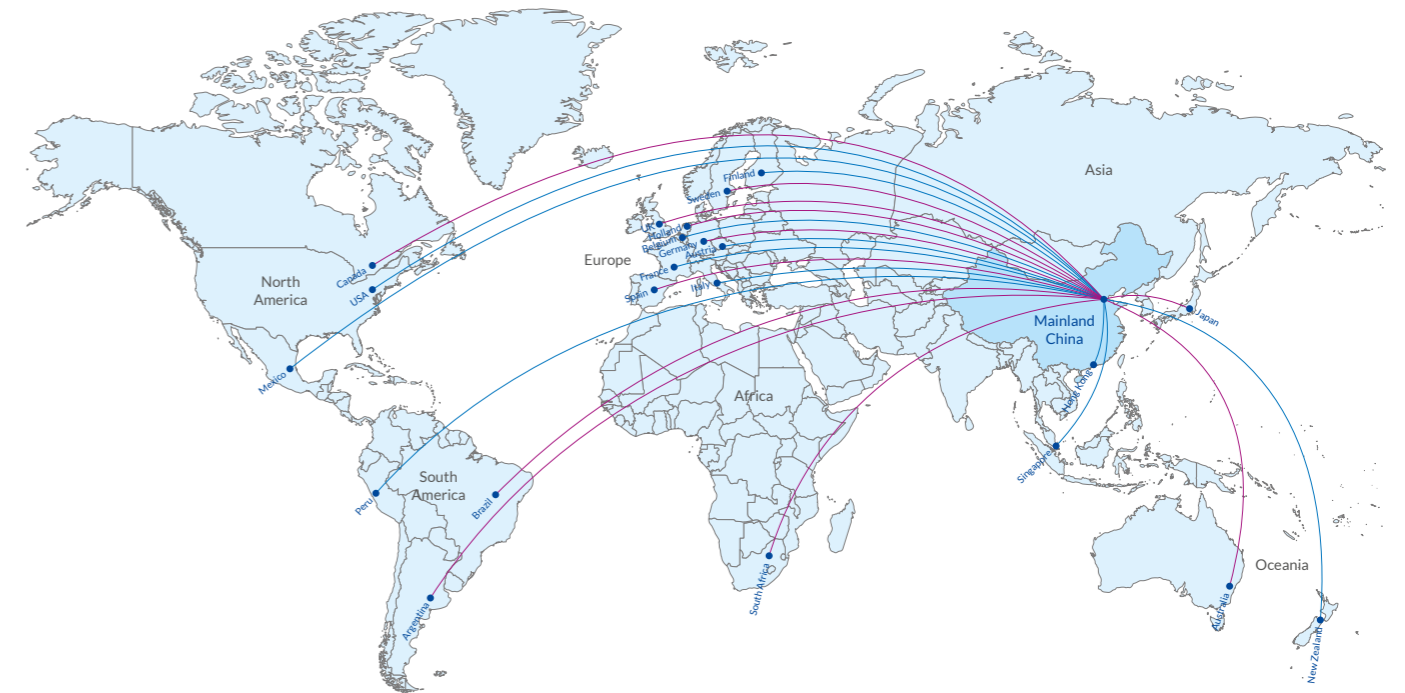 Asia
Finland
Sweden
UK
Holland
Belgium
Germany
Austria
Europe
France
Italy
Spain
Canada
North
America
USA
Mainland
China
Japan
Mexico
Hong Kong
Africa
Singapore
South
America
Peru
Brazil
Oceania
South Africa
Argentina
Australia
New Zealand